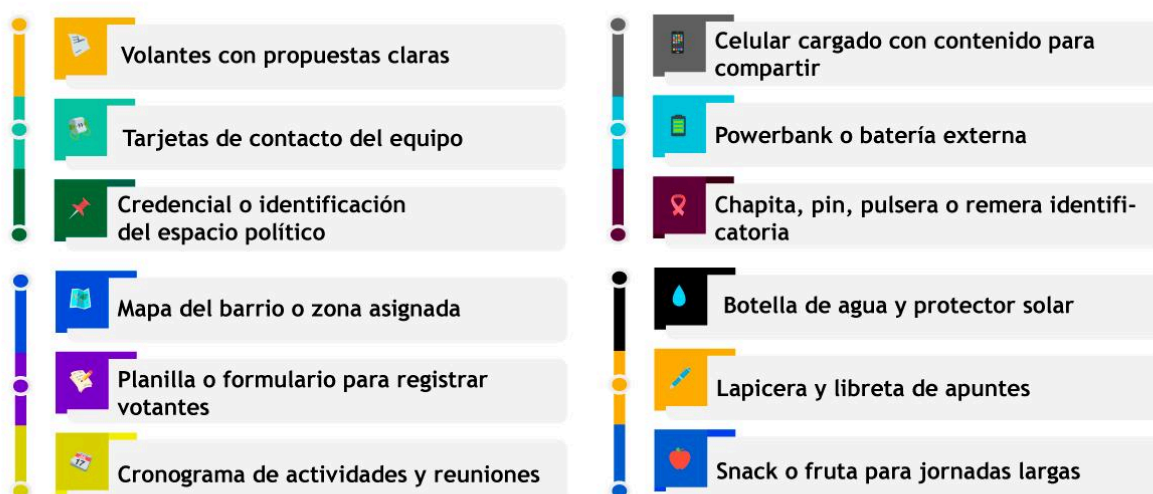 Volantes con propuestas claras
Tarjetas de contacto del equipo
Credencial o identificación
del espacio político
Mapa del barrio o zona asignada
Planilla o formulario para registrar
votantes
Cronograma de actividades y reuniones
Celular cargado con contenido para
compartir
Powerbank o batería externa
Chapita, pin, pulsera o remera identifi-
catoria
Botella de agua y protector solar
Lapicera y libreta de apuntes
Snack o fruta para jornadas largas